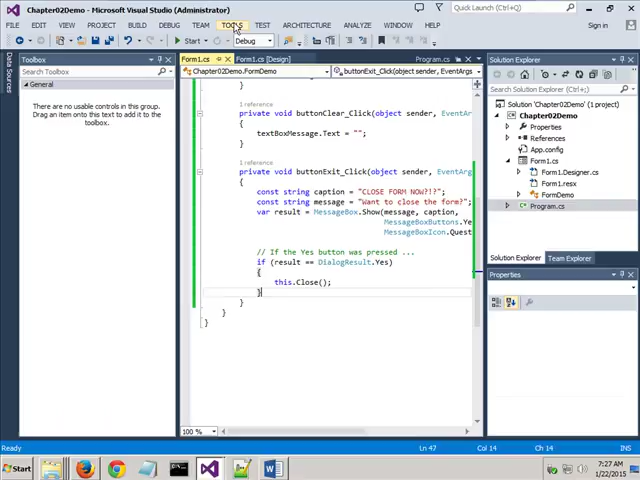 Chapter02Demo - Microsoft Visual Studio (Administrator)
Quick Launch (Ctrl+Q)
FILE EDIT VIEW PROJECT BUILD DEBUG TEAM TOOLS TEST ARCHITECTURE ANALYZE WINDOW HELP
Sign in
Start
Debug
Data Sources
Toolbox
Search Toolbox
General
There are no usable controls in this group.
Drag an item onto this text to add it to the
toolbox.
Form1.cs
Form1.cs [Design]
Chapter02Demo.FormDemo
buttonExit_Click(object sender, EventArgs
}
1 reference
private void buttonClear_Click(object sender, EventAr
{
textBoxMessage.Text = "";
}
1 reference
private void buttonExit_Click(object sender, EventArg
{
const string caption = "CLOSE FORM NOW?!?";
const string message = "Want to close the form?";
var result = MessageBox.Show(message, caption,
MessageBoxButtons.Ye
MessageBoxIcon.Quest
// If the Yes button was pressed ...
if (result == DialogResult.Yes)
{
this.Close();
}
}
}
}
100 %
Solution Explorer
Search Solution Explorer (Ctrl+;)
Solution 'Chapter02Demo' (1 project)
Chapter02Demo
Properties
References
App.config
Form1.cs
Form1.Designer.cs
Form1.resx
FormDemo
Program.cs
Solution Explorer Team Explorer
Properties
Ready
Ln 47 Col 14 Ch 14 INS
Start
7:27 AM
1/22/2015